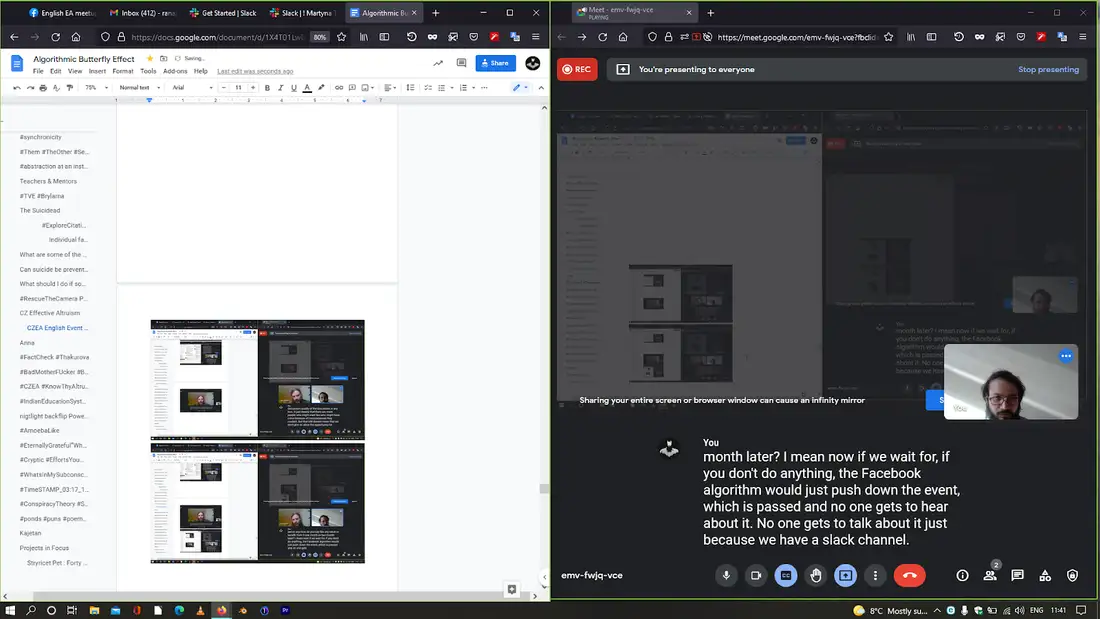 English EA meetup
Inbox (412) - rana
Get Started | Slack
Slack | ! Martyna
Algorithmic Bu
https://docs.google.com/document/d/1X4T01Lwi
80%
Algorithmic Butterfly Effect
Saving...
File Edit View Insert Format Tools Add-ons Help
Last edit was seconds ago
Share
75%
Normal text
Arial
11
#synchronicity
#Them #TheOther #Se...
#abstraction at an inst...
Teachers & Mentors
#TVE #Brylama
The Suicidead
#ExploreCitati...
Individual fa...
What are some of the ...
Can suicide be prevent...
What should I do if so...
#RescueTheCamera P...
CZ Effective Altruism
CZEA English Event ...
Anna
#FactCheck #Thakurova
#BadMotherFUcker #B...
#CZEA #KnowThyAltru...
#IndianEducationSyst...
nigtlight backflip Powe...
#AmoebaLike
#EternallyGrateful"Wh...
#Cryptic #EffortsYou...
#WhatsInMySubconsc...
#TimeSTAMP_03:17_1...
#ConspiracyTheory #S...
#ponds #puns #poem...
Kajetan
Projects in Focus
Styricet Pet : Forty ...
Meet - emv-fwjq-vce
PLAYING
https://meet.google.com/emv-fwjq-vce?fbclid
REC
You're presenting to everyone
Stop presenting
Sharing your entire screen or browser window can cause an infinity mirror
You
You
month later? I mean now if we wait for, if
you don't do anything, the Facebook
algorithm would just push down the event,
which is passed and no one gets to hear
about it. No one gets to talk about it just
because we have a slack channel.
emv-fwjq-vce
2
8°C Mostly su...
ENG
11:41